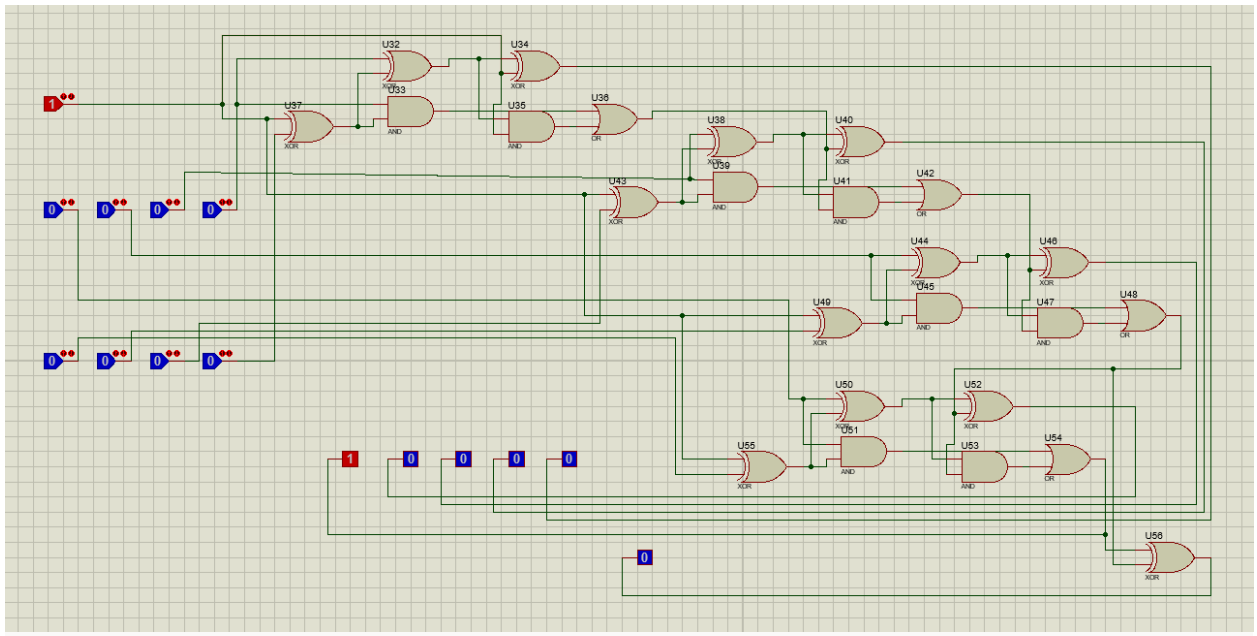 U32
U34
XOR
XOR
1
U37
U33
U35
U36
XOR
AND
AND
OR
U38
U40
XOR
XOR
U39
U43
U41
U42
XOR
AND
AND
OR
0
0
0
0
U44
U46
XOR
XOR
U45
U49
U47
U48
XOR
AND
AND
OR
0
0
0
0
U50
U52
XOR
XOR
U51
U55
U53
U54
XOR
AND
AND
OR
1
0
0
0
0
U56
XOR
0